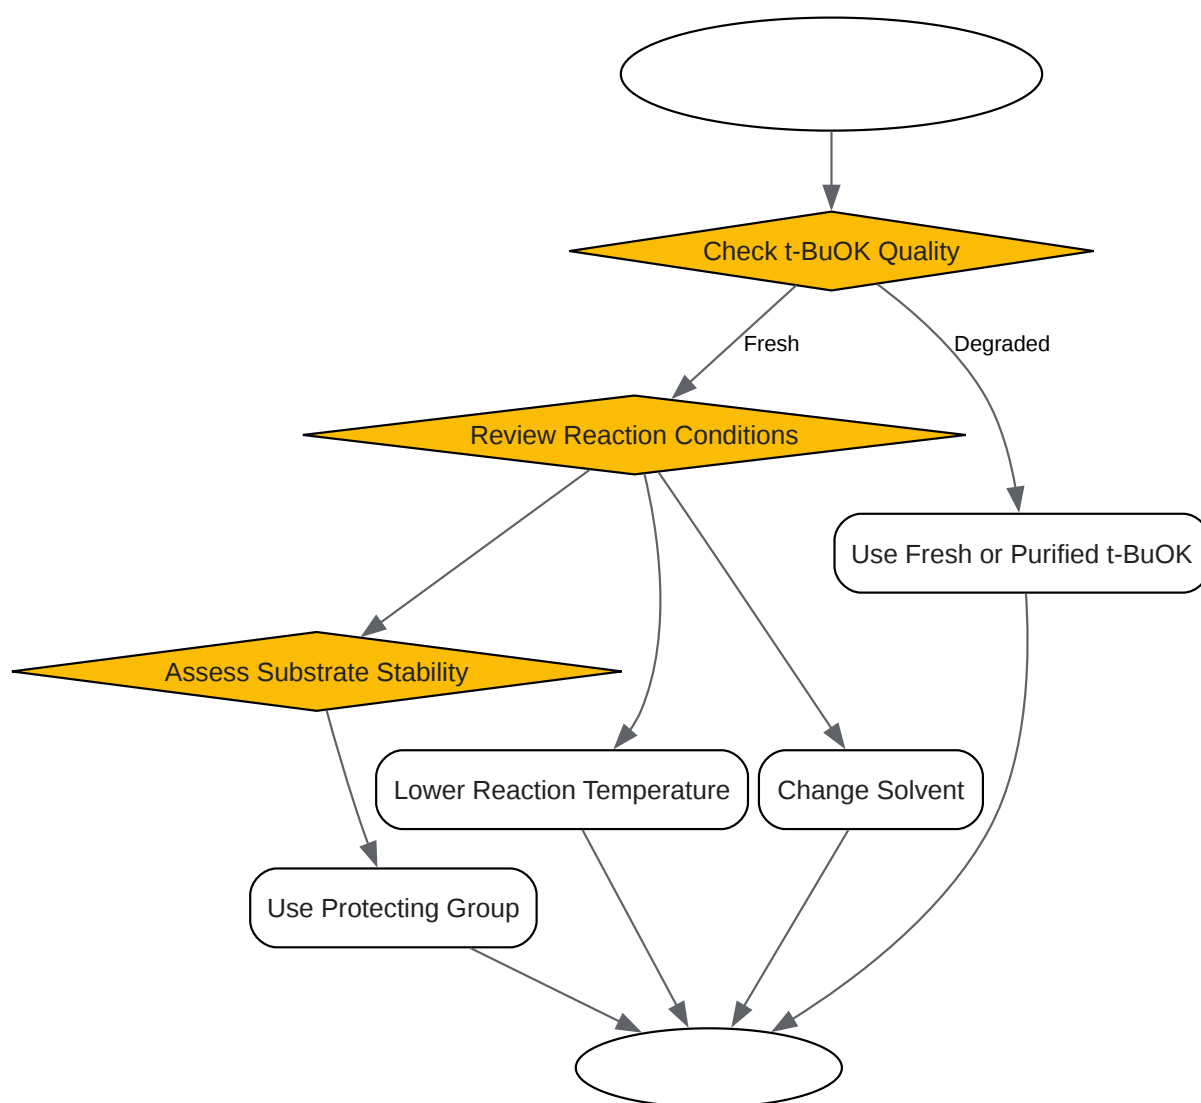 Check t-BuOK Quality
Fresh
Degraded
Review Reaction Conditions
Use Fresh or Purified t-BuOK
Assess Substrate Stability
Lower Reaction Temperature
Change Solvent
Use Protecting Group